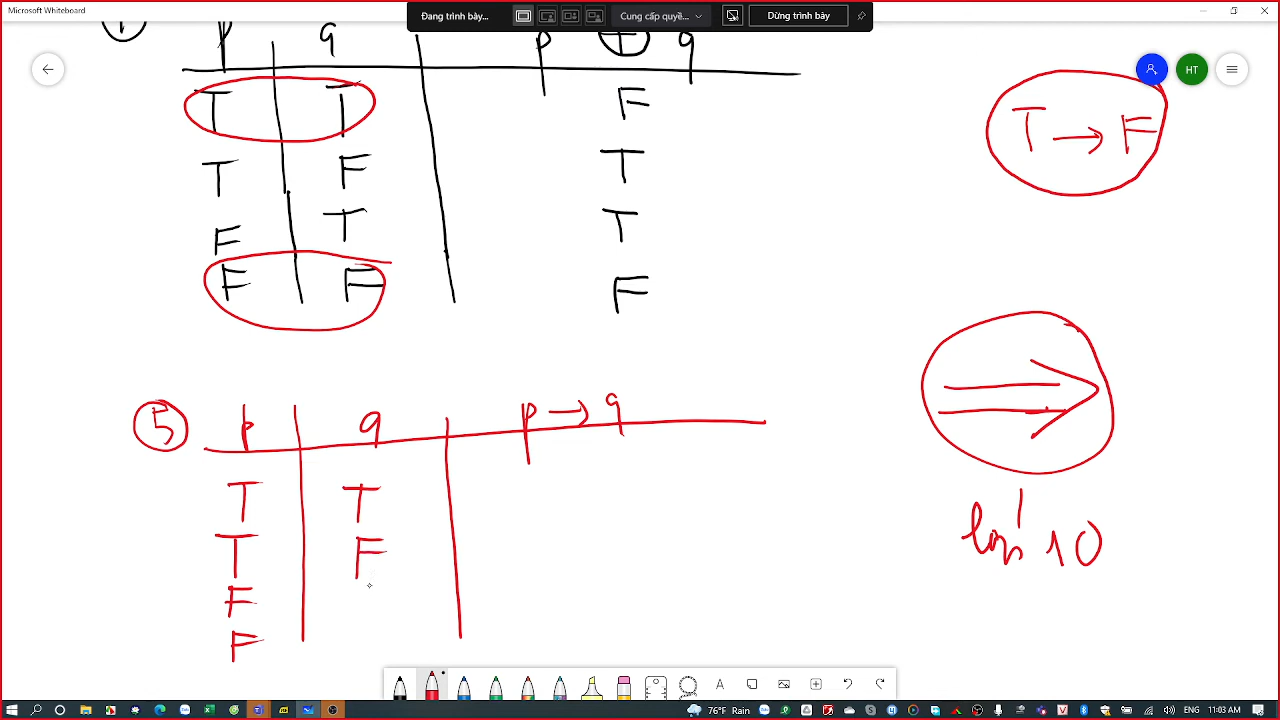 Microsoft Whiteboard
Đang trình bày...
Cung cấp quyề...
Dừng trình bày
HT
p q p ⊕ q
T T F
T F T
F T T
F F F
T → F
⇒
lớp 10
⑤ p q p → q
T T
T F
F
F
76°F Rain
ENG
11:03 AM